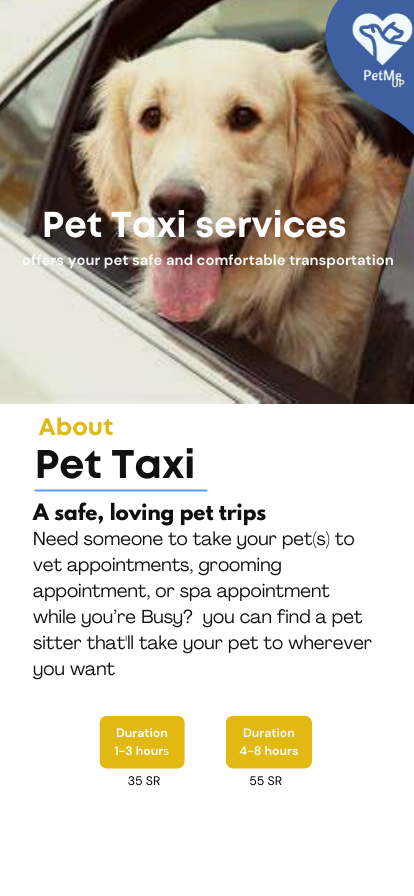 PetMe
UP
Pet Taxi services
offers your pet safe and comfortable transportation
About
Pet Taxi
A safe, loving pet trips
Need someone to take your pet(s) to
vet appointments, grooming
appointment, or spa appointment
while you’re Busy?  you can find a pet
sitter that'll take your pet to wherever
you want
Duration
1-3 hours
35 SR
Duration
4-8 hours
55 SR